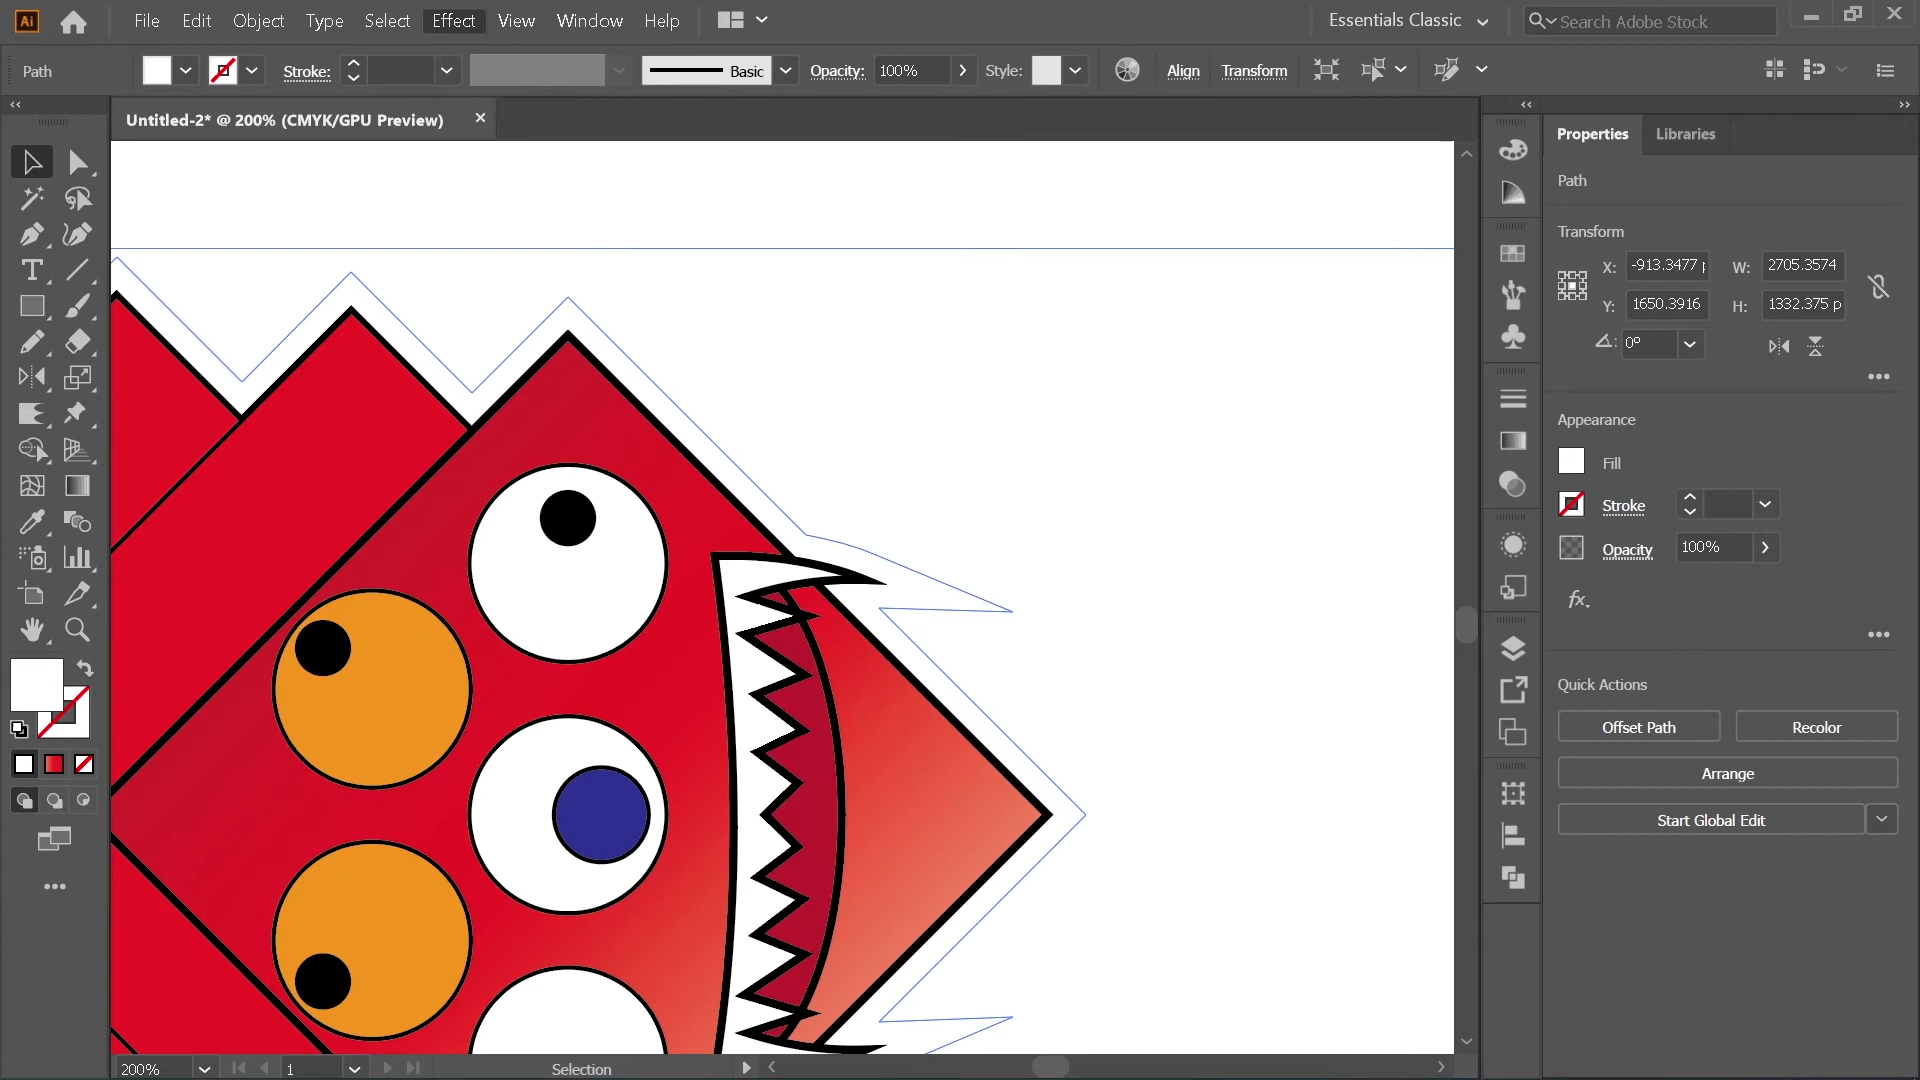 Ai File Edit Object Type Select Effect View Window Help Essentials Classic Search Adobe Stock
Path Stroke: Basic Opacity: 100% Style: Align Transform
Untitled-2* @ 200% (CMYK/GPU Preview)
Properties Libraries
Path
Transform
X: -913.3477 p W: 2705.3574
Y: 1650.3916 H: 1332.375 p
0°
Appearance
Fill
Stroke
Opacity 100%
fx.
Quick Actions
Offset Path Recolor
Arrange
Start Global Edit
200% 1 Selection